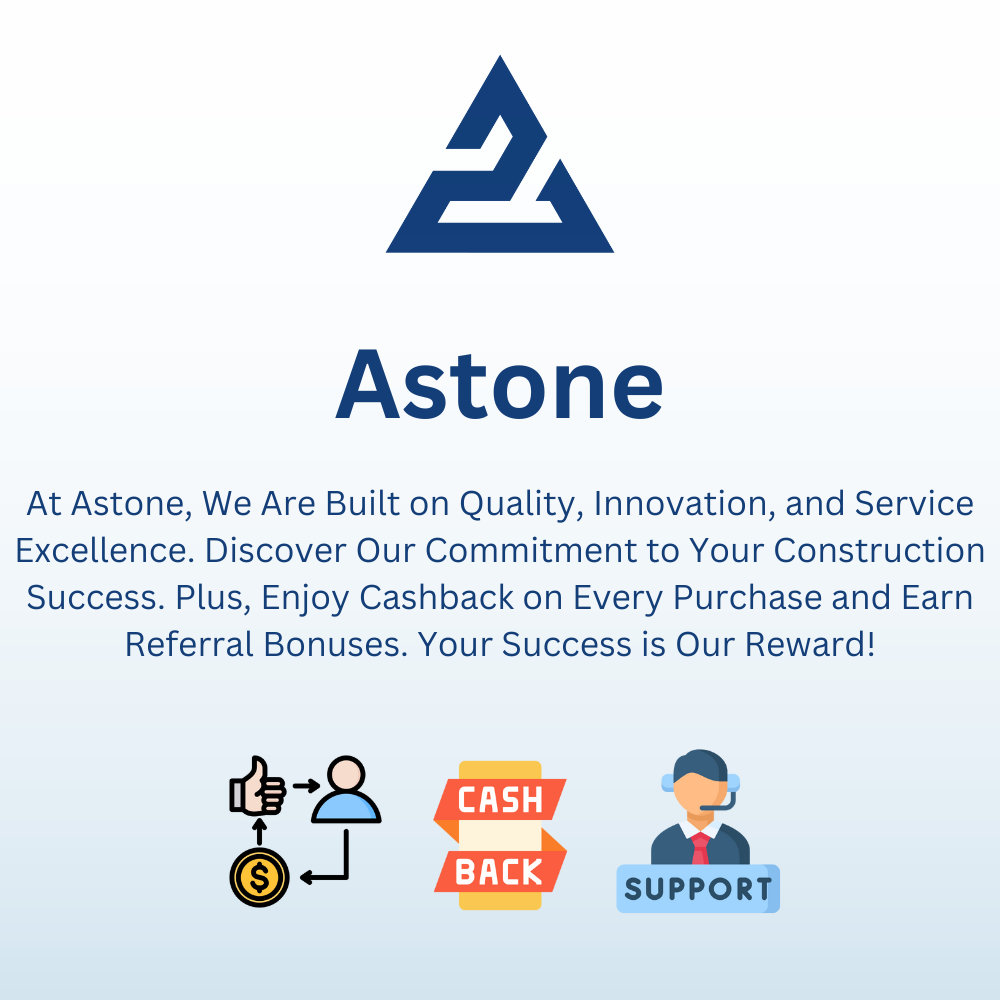 Astone
At Astone, We Are Built on Quality, Innovation, and Service
Excellence. Discover Our Commitment to Your Construction
Success. Plus, Enjoy Cashback on Every Purchase and Earn
Referral Bonuses. Your Success is Our Reward!
$
CASH
BACK
SUPPORT